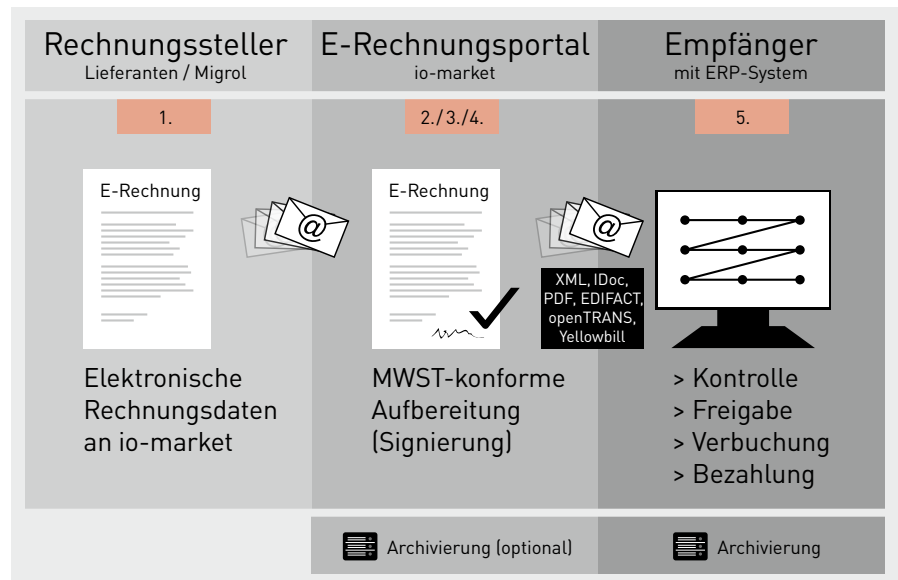 Rechnungssteller
Lieferanten / Migrol
E-Rechnungsportal
io-market
Empfänger
mit ERP-System
1.
2./3./4.
5.
E-Rechnung
@
E-Rechnung
@
XML, IDoc,
PDF, EDIFACT,
openTRANS,
Yellowbill
Elektronische
Rechnungsdaten
an io-market
MWST-konforme
Aufbereitung
(Signierung)
> Kontrolle
> Freigabe
> Verbuchung
> Bezahlung
Archivierung (optional)
Archivierung